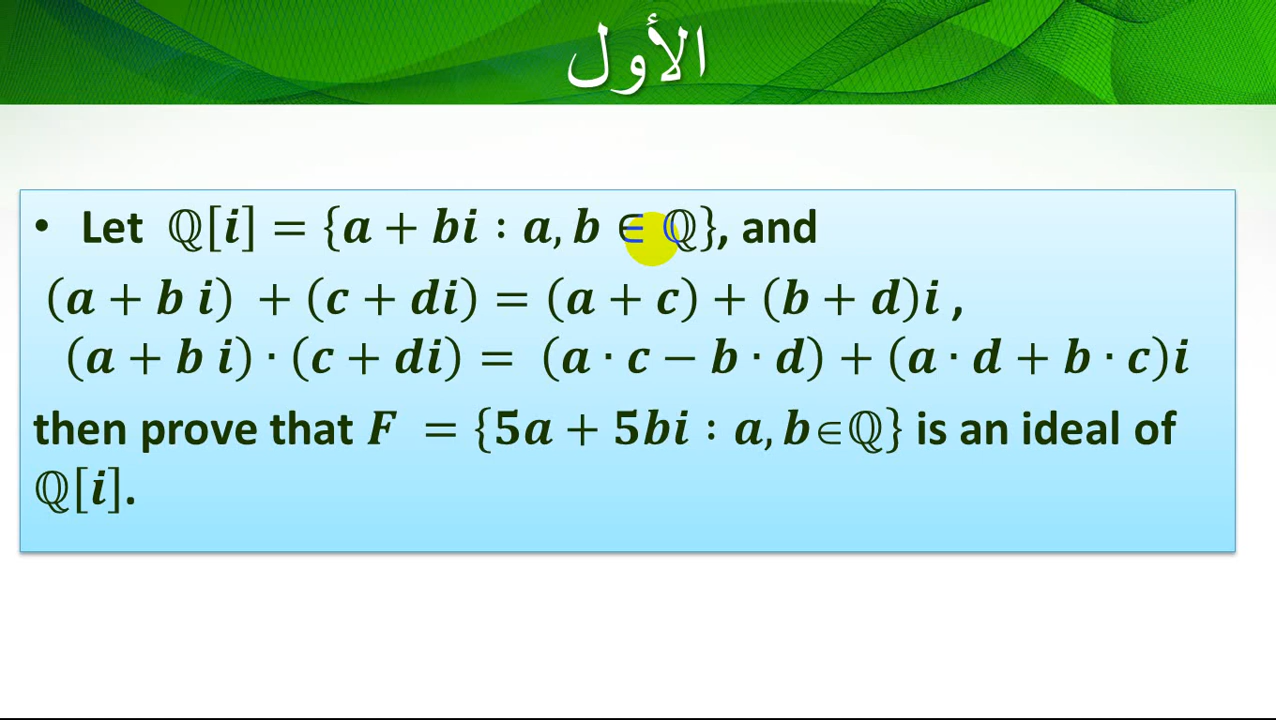 الأول
• Let ℚ[i] = {a + bi : a, b ∈ ℚ}, and
(a + b i) + (c + di) = (a + c) + (b + d)i ,
(a + b i) · (c + di) = (a · c − b · d) + (a · d + b · c)i
then prove that F = {5a + 5bi : a, b∈ℚ} is an ideal of
ℚ[i].